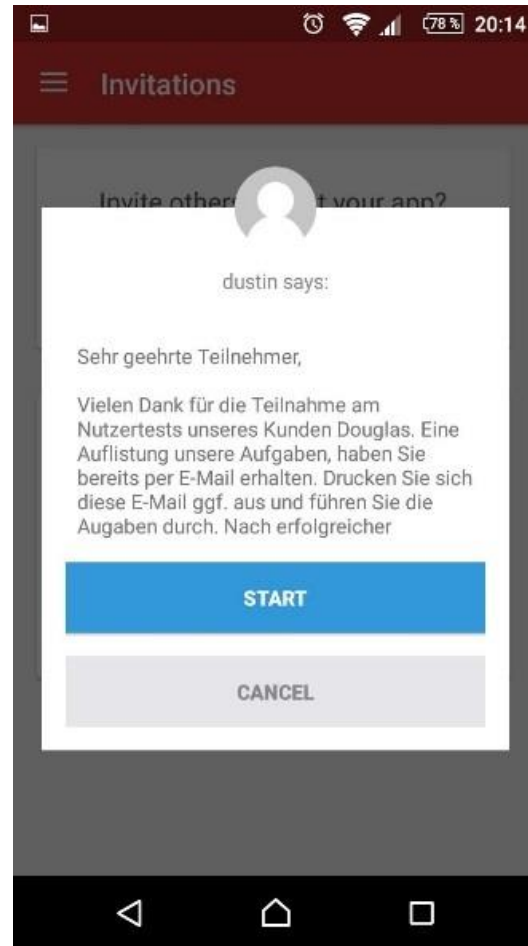 78 % 20:14
Invitations
Invite others your app?
dustin says:
Sehr geehrte Teilnehmer,
Vielen Dank für die Teilnahme am
Nutzertests unseres Kunden Douglas. Eine
Auflistung unsere Aufgaben, haben Sie
bereits per E-Mail erhalten. Drucken Sie sich
diese E-Mail ggf. aus und führen Sie die
Augaben durch. Nach erfolgreicher
START
CANCEL